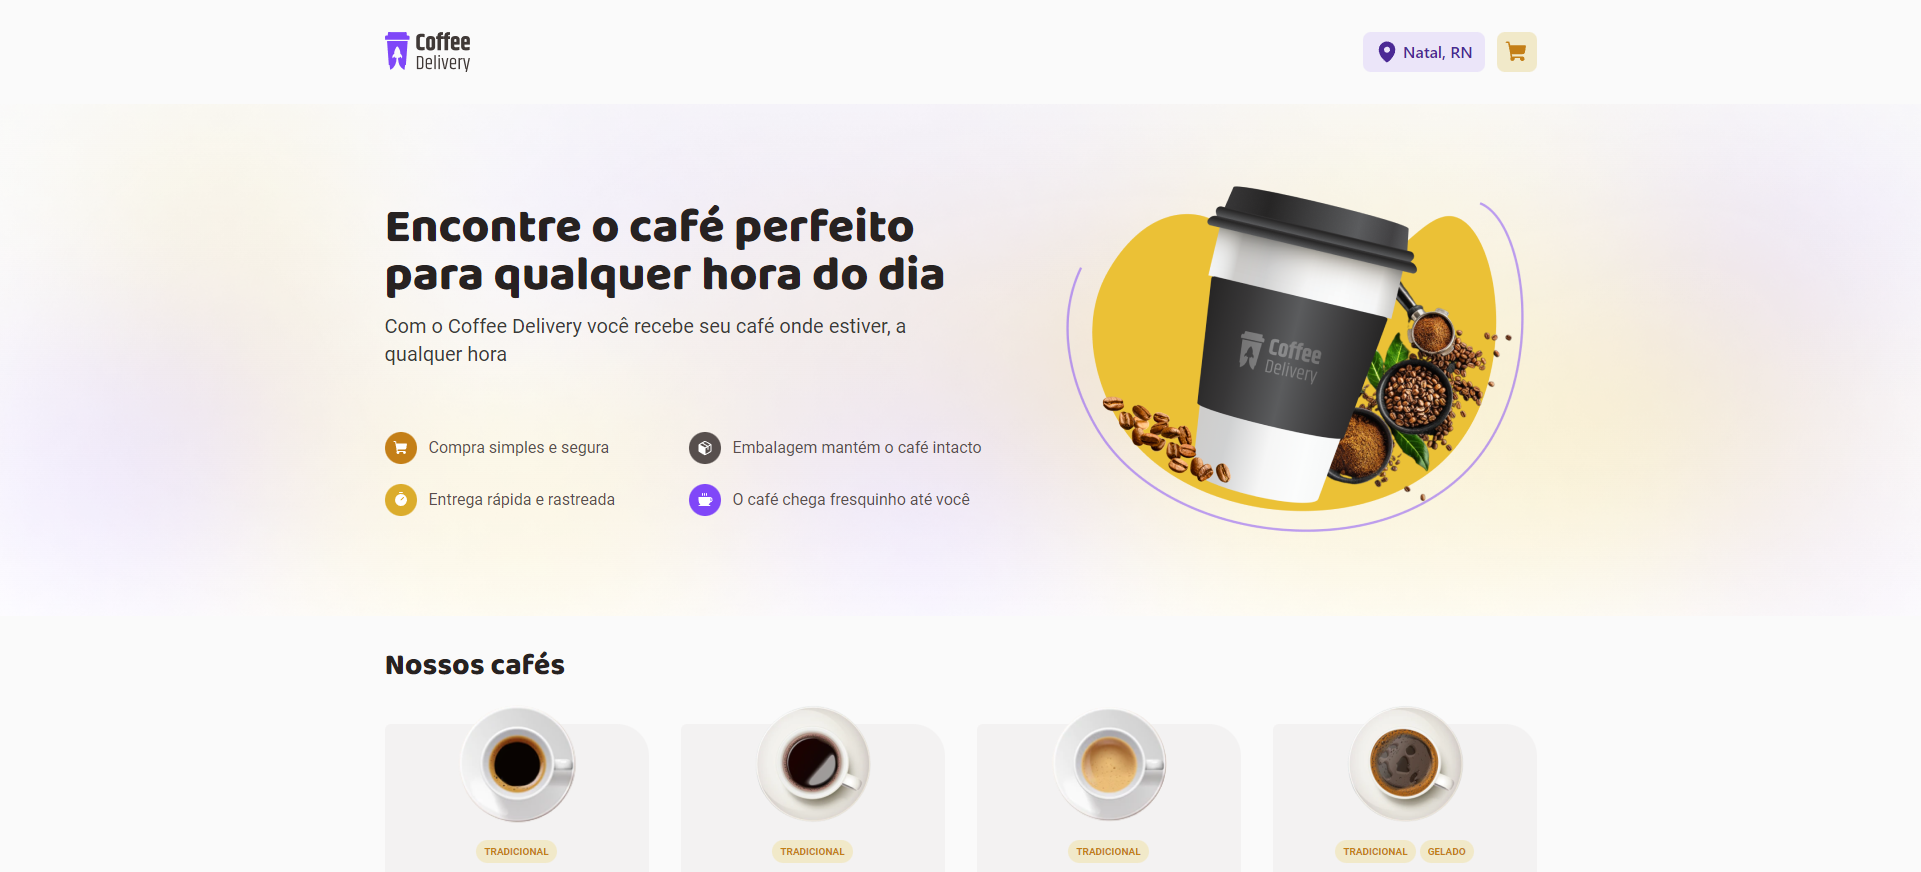 Coffee
Delivery
Natal, RN
Encontre o café perfeito
para qualquer hora do dia
Com o Coffee Delivery você recebe seu café onde estiver, a
qualquer hora
Compra simples e segura
Embalagem mantém o café intacto
Entrega rápida e rastreada
O café chega fresquinho até você
Coffee
Delivery
Nossos cafés
TRADICIONAL
TRADICIONAL
TRADICIONAL
TRADICIONAL GELADO